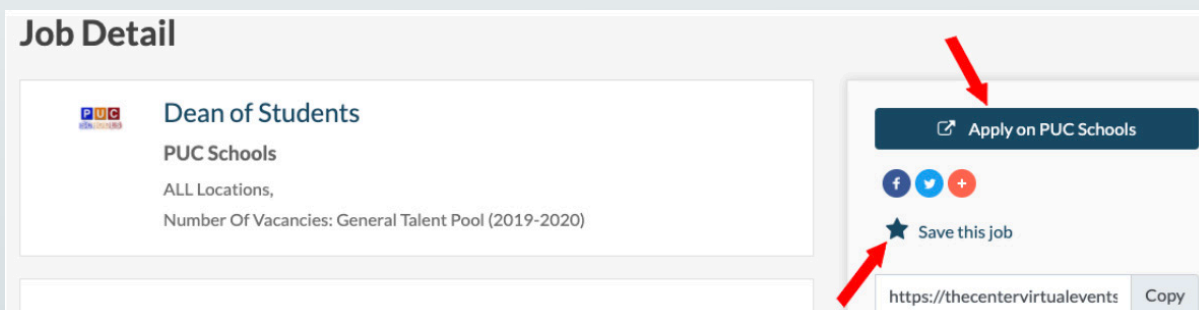 Job Detail
PUC
Dean of Students
PUC Schools
ALL Locations,
Number Of Vacancies: General Talent Pool (2019-2020)
Apply on PUC Schools
f
+
Save this job
https://thecentervirtualevents
Copy